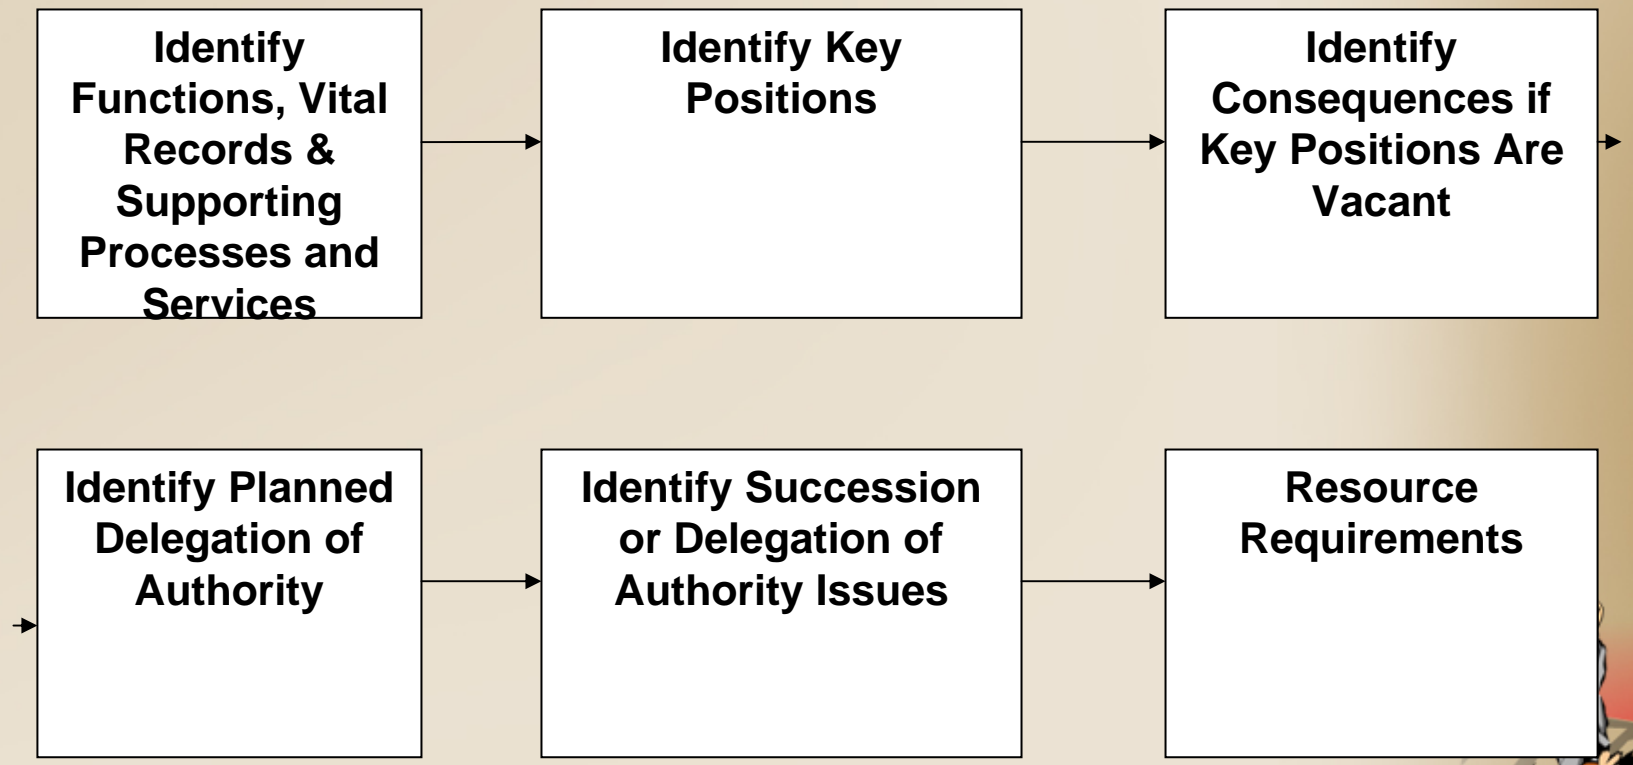 Identify
Functions, Vital
Records &
Supporting
Processes and
Services
Identify Key
Positions
Identify
Consequences if
Key Positions Are
Vacant
Identify Planned
Delegation of
Authority
Identify Succession
or Delegation of
Authority Issues
Resource
Requirements